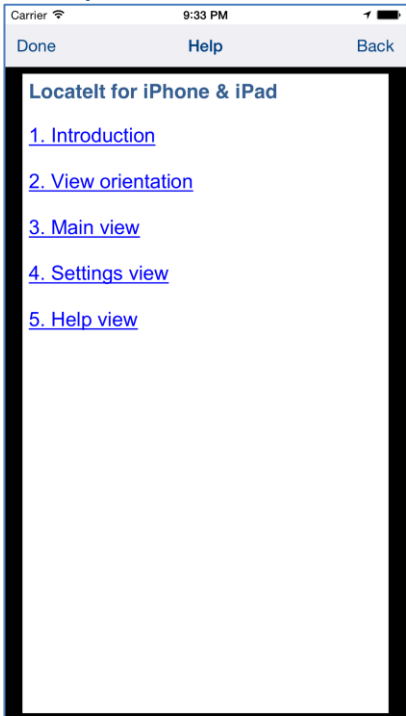 Carrier 9:33 PM
Done Help Back
LocateIt for iPhone & iPad
1. Introduction
2. View orientation
3. Main view
4. Settings view
5. Help view